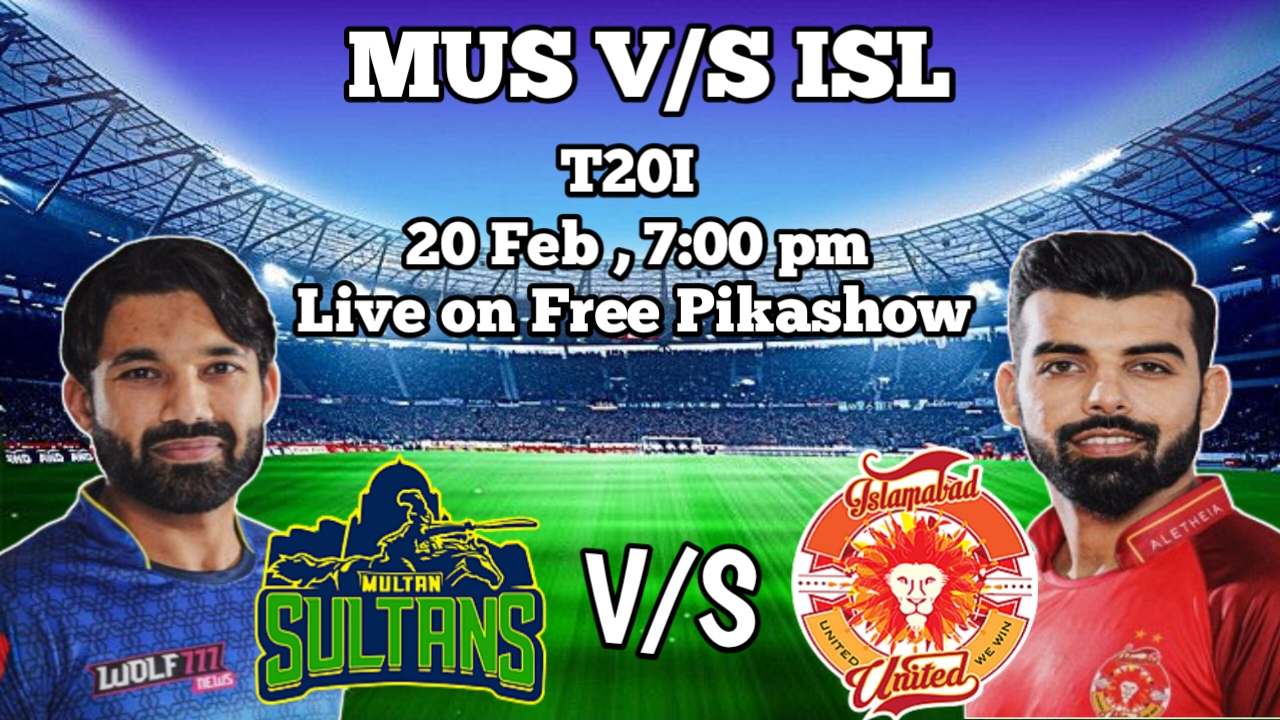 MUS V/S ISL
T20I
20 Feb , 7:00 pm
Live on Free Pikashow
ALETHEIA
MULTAN
SULTANS
V/S
Islamabad
UNITED WE WIN
United
WOLF777
NEWS